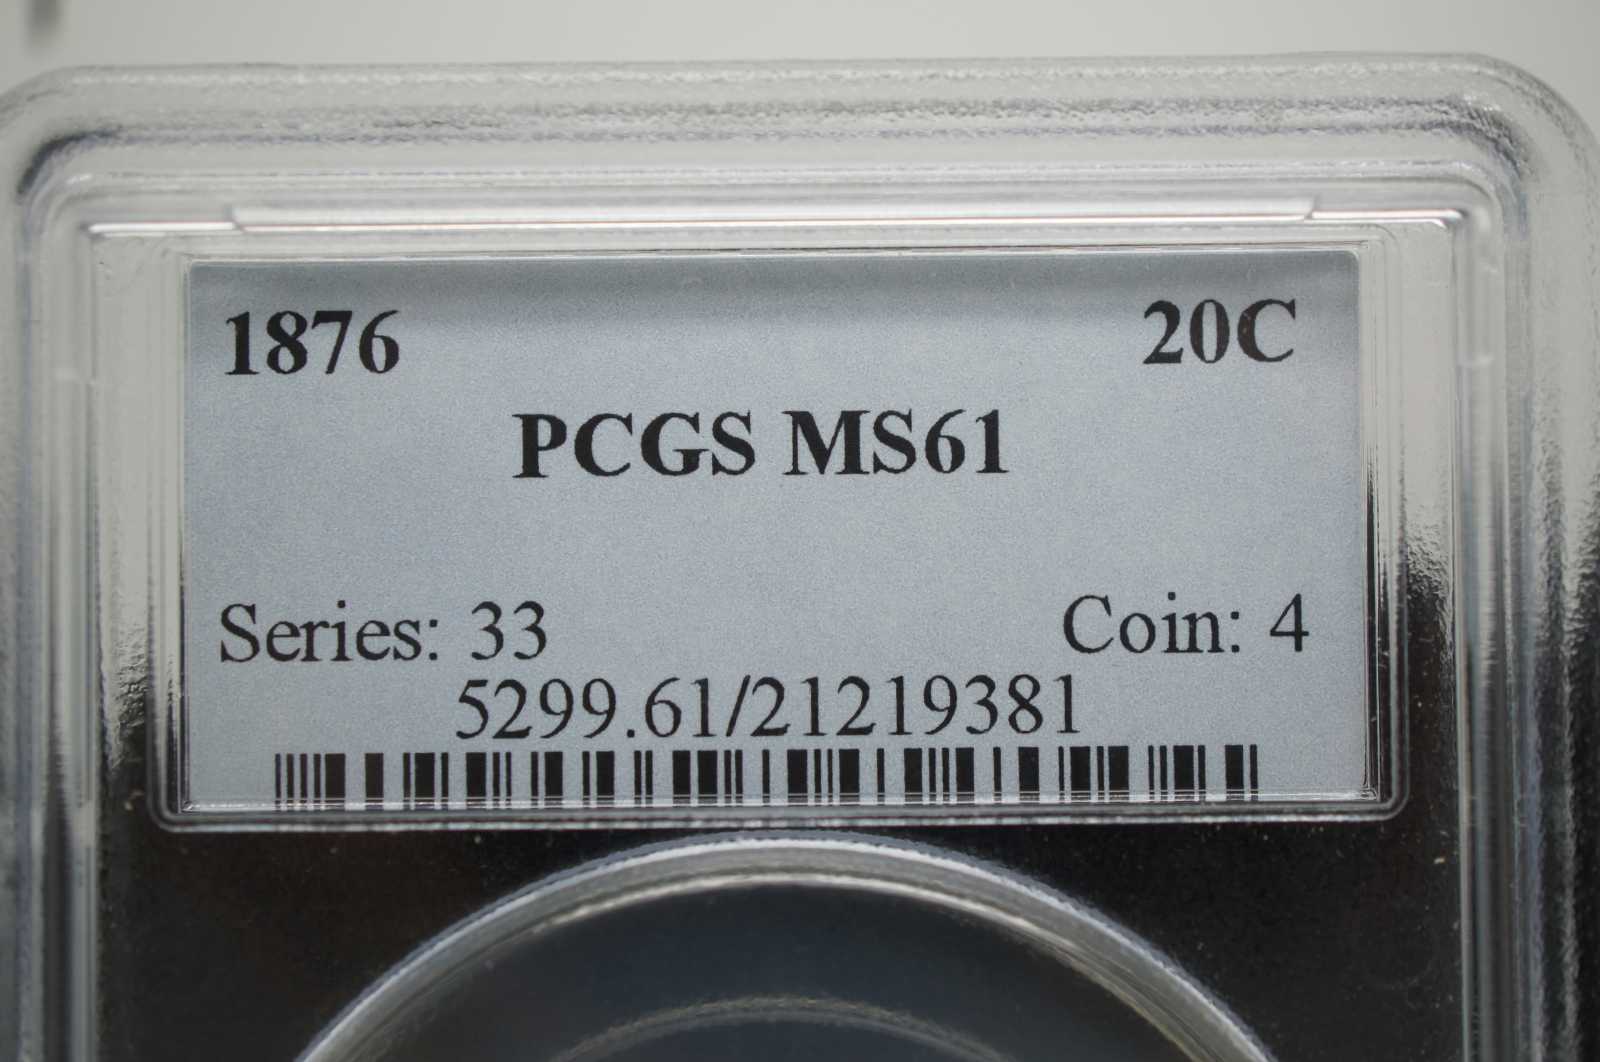 1876 20C
PCGS MS61
Series: 33 Coin: 4
5299.61/21219381